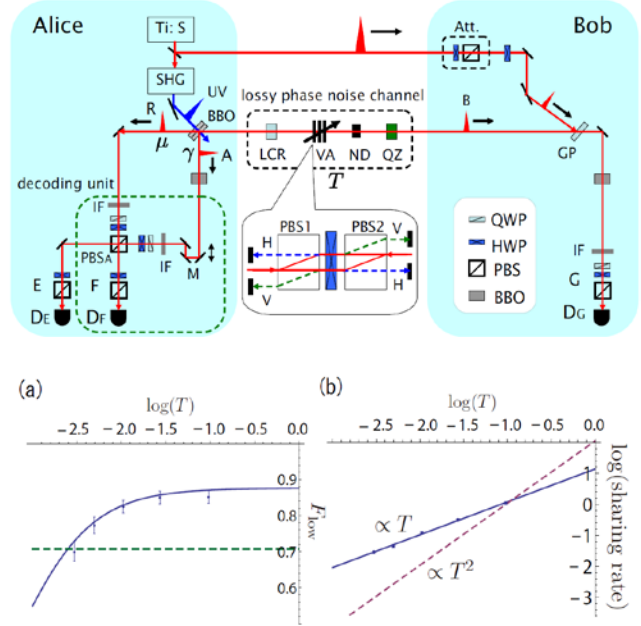 Alice
Ti: S
Att.
Bob
SHG
UV
R
BBO
lossy phase noise channel
B
μ
γ
A
LCR
VA
ND
QZ
GP
T
decoding unit
IF
PBS1
PBS2
V
H
QWP
HWP
PBS
BBO
PBSA
IF
M
V
H
IF
E
F
G
DE
DF
DG
(a)
(b)
log(T)
log(T)
−2.5 −2.0 −1.5 −1.0 −0.5 0.0
−2.5 −2.0 −1.5 −1.0 −0.5 0.0
0.9
0.8
0.7
0.6
Flow
∝ T
∝ T²
1
0
−1
−2
−3
log(sharing rate)